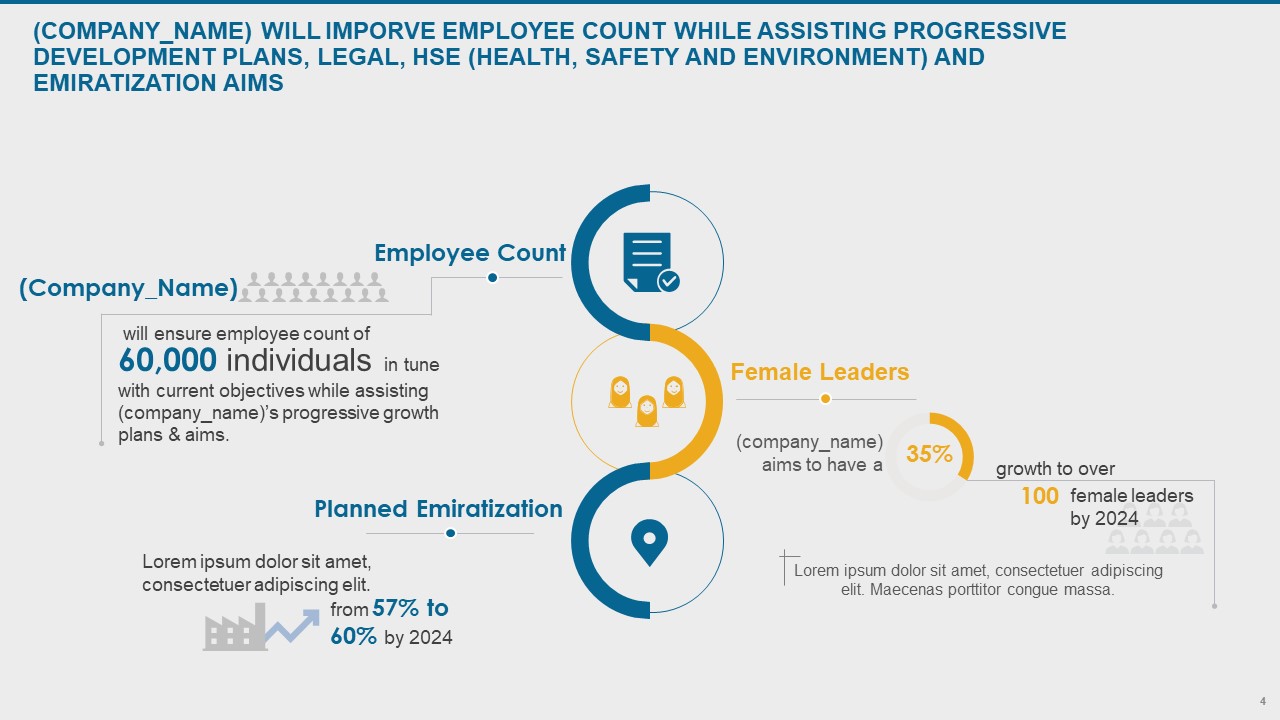 (COMPANY_NAME) WILL IMPORVE EMPLOYEE COUNT WHILE ASSISTING PROGRESSIVE
DEVELOPMENT PLANS, LEGAL, HSE (HEALTH, SAFETY AND ENVIRONMENT) AND
EMIRATIZATION AIMS
Employee Count
(Company_Name)
will ensure employee count of
60,000 individuals in tune
with current objectives while assisting
(company_name)'s progressive growth
plans & aims.
Female Leaders
(company_name)
aims to have a
35%
growth to over
100 female leaders
by 2024
Lorem ipsum dolor sit amet, consectetuer adipiscing
elit. Maecenas porttitor congue massa.
Planned Emiratization
Lorem ipsum dolor sit amet,
consectetuer adipiscing elit.
from 57% to
60% by 2024
4